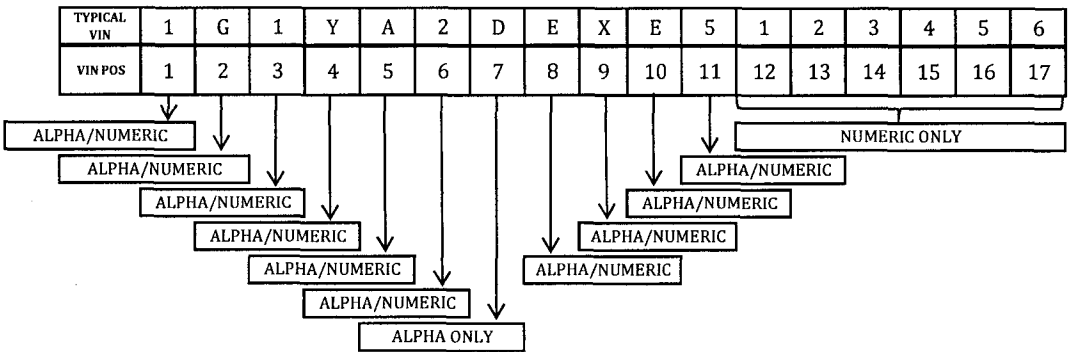 TYPICAL VIN 1 G 1 Y A 2 D E X E 5 1 2 3 4 5 6
VIN POS 1 2 3 4 5 6 7 8 9 10 11 12 13 14 15 16 17
ALPHA/NUMERIC NUMERIC ONLY
ALPHA/NUMERIC ALPHA/NUMERIC
ALPHA/NUMERIC ALPHA/NUMERIC
ALPHA/NUMERIC ALPHA/NUMERIC
ALPHA/NUMERIC ALPHA/NUMERIC
ALPHA/NUMERIC
ALPHA ONLY